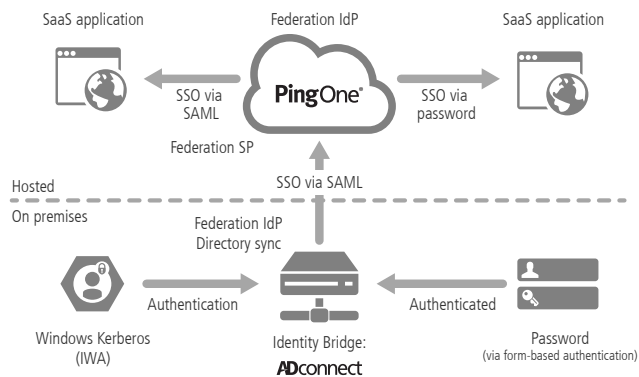 SaaS application
Federation IdP
SaaS application
PingOne®
SSO via
SAML
SSO via
password
Federation SP
SSO via SAML
Hosted
On premises
Federation IdP
Directory sync
Authentication
Authenticated
Windows Kerberos
(IWA)
Identity Bridge:
ADconnect
Password
(via form-based authentication)